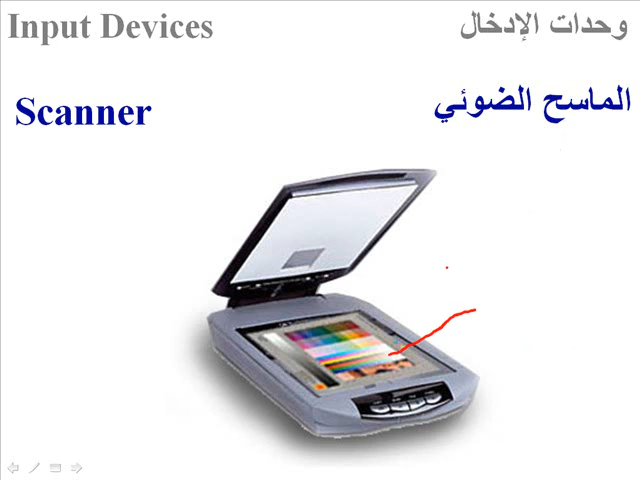 Input Devices وحدات الإدخال
Scanner الماسح الضوئي